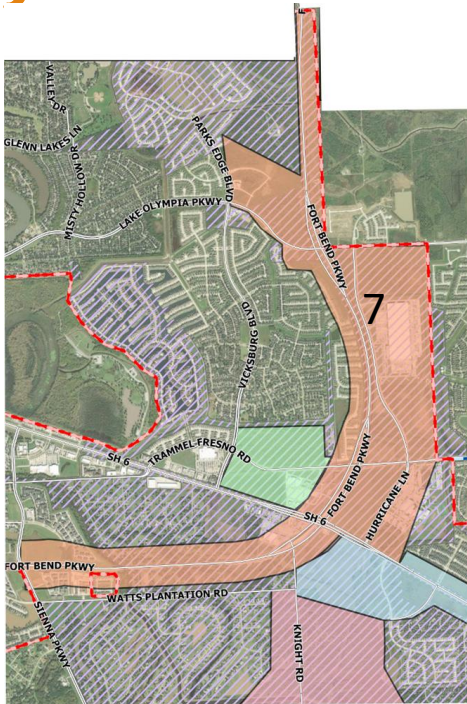 F
VALLEY DR
GLENN LAKES LN
MISTY HOLLOW DR
PARKS EDGE BLVD
LAKE OLYMPIA PKWY
FORT BEND PKWY
7
VICKSBURG BLVD
TRAMMEL FRESNO RD
SH 6
FORT BEND PKWY
HURRICANE LN
SH 6
FORT BEND PKWY
WATTS PLANTATION RD
SIENNA PKWY
KNIGHT RD